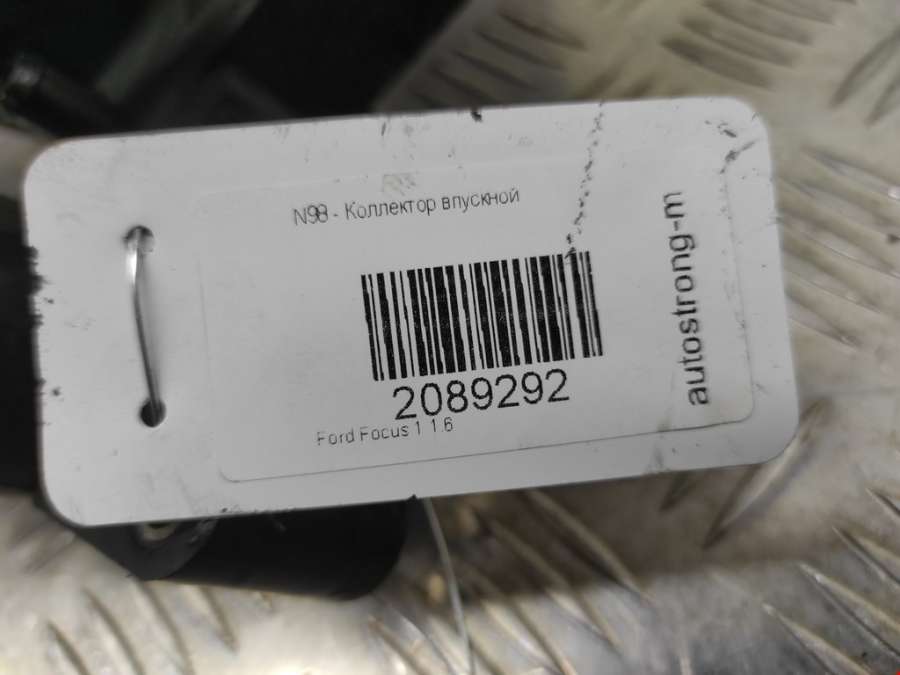 N98 - Коллектор впускной
2089292
Ford Focus 1 1.6
autostrong-m